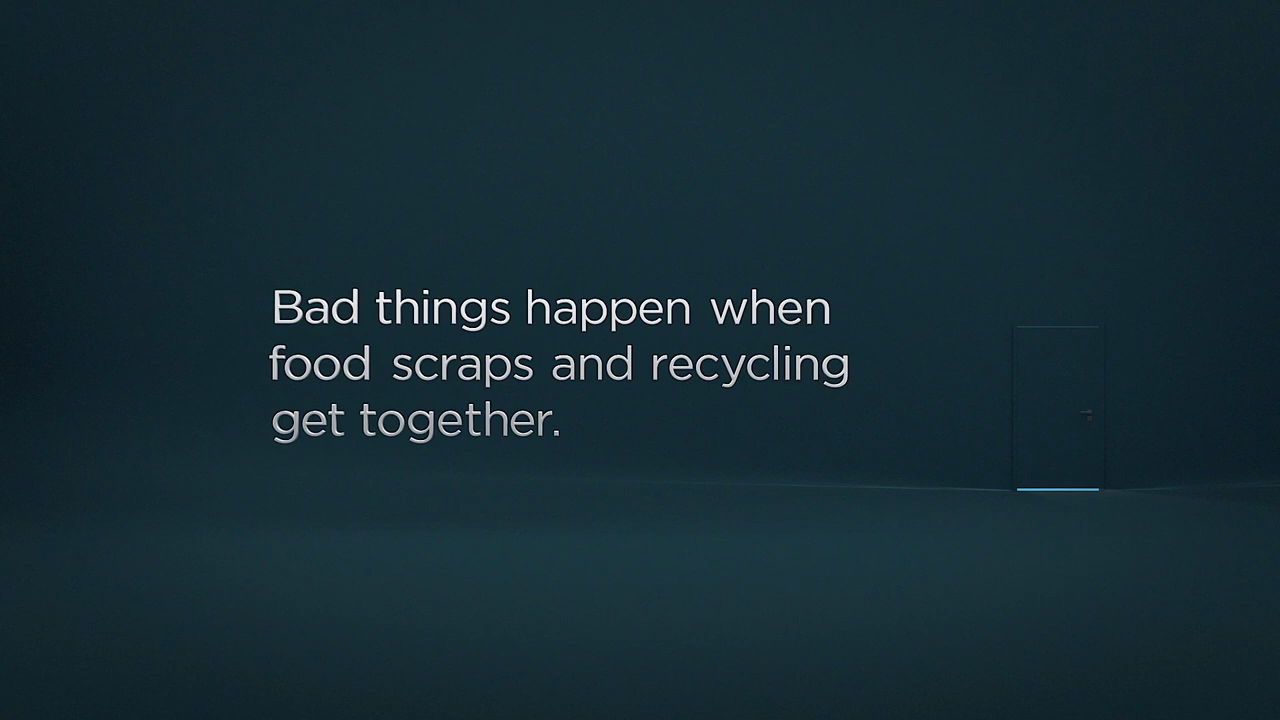 Bad things happen when
food scraps and recycling
get together.